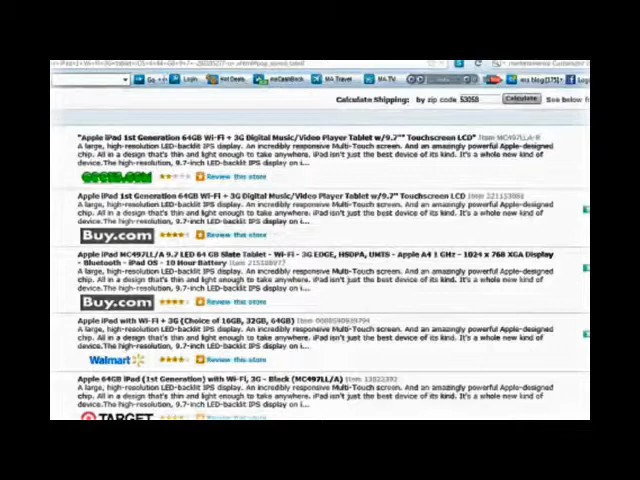 Go
Login
Hot Deals
maCashBack
MA Travel
MA TV
ma blog [575]
Calculate Shipping: by zip code 53058 Calculate See below f
"Apple iPad 1st Generation 64GB Wi-Fi + 3G Digital Music/Video Player Tablet w/9.7"" Touchscreen LCD"
A large, high-resolution LED-backlit IPS display. An incredibly responsive Multi-Touch screen. And an amazingly powerful Apple-designed
chip. All in a design that's thin and light enough to take anywhere. iPad isn't just the best device of its kind. It's a whole new kind of
device.The high-resolution, 9.7-inch LED-backlit IPS display on i...
Review this store
Apple iPad 1st Generation 64GB Wi-Fi + 3G Digital Music/Video Player Tablet w/9.7" Touchscreen LCD
A large, high-resolution LED-backlit IPS display. An incredibly responsive Multi-Touch screen. And an amazingly powerful Apple-designed
chip. All in a design that's thin and light enough to take anywhere. iPad isn't just the best device of its kind. It's a whole new kind of
device.The high-resolution, 9.7-inch LED-backlit IPS display on i...
Buy.com Review this store
Apple iPad MC497LL/A 9.7 LED 64 GB Slate Tablet - Wi-Fi - 3G EDGE, HSDPA, UMTS - Apple A4 1 GHz - 1024 x 768 XGA Display
- Bluetooth - iPad OS - 10 Hour Battery
A large, high-resolution LED-backlit IPS display. An incredibly responsive Multi-Touch screen. And an amazingly powerful Apple-designed
chip. All in a design that's thin and light enough to take anywhere. iPad isn't just the best device of its kind. It's a whole new kind of
device.The high-resolution, 9.7-inch LED-backlit IPS display on i...
Buy.com Review this store
Apple iPad with Wi-Fi + 3G (Choice of 16GB, 32GB, 64GB)
A large, high-resolution LED-backlit IPS display. An incredibly responsive Multi-Touch screen. And an amazingly powerful Apple-designed
chip. All in a design that's thin and light enough to take anywhere. iPad isn't just the best device of its kind. It's a whole new kind of
device.The high-resolution, 9.7-inch LED-backlit IPS display on i...
Walmart Review this store
Apple 64GB iPad (1st Generation) with Wi-Fi, 3G - Black (MC497LL/A) Item 13822392
A large, high-resolution LED-backlit IPS display. An incredibly responsive Multi-Touch screen. And an amazingly powerful Apple-designed
chip. All in a design that's thin and light enough to take anywhere. iPad isn't just the best device of its kind. It's a whole new kind of
device.The high-resolution, 9.7-inch LED-backlit IPS display on i...
TARGET Review this store